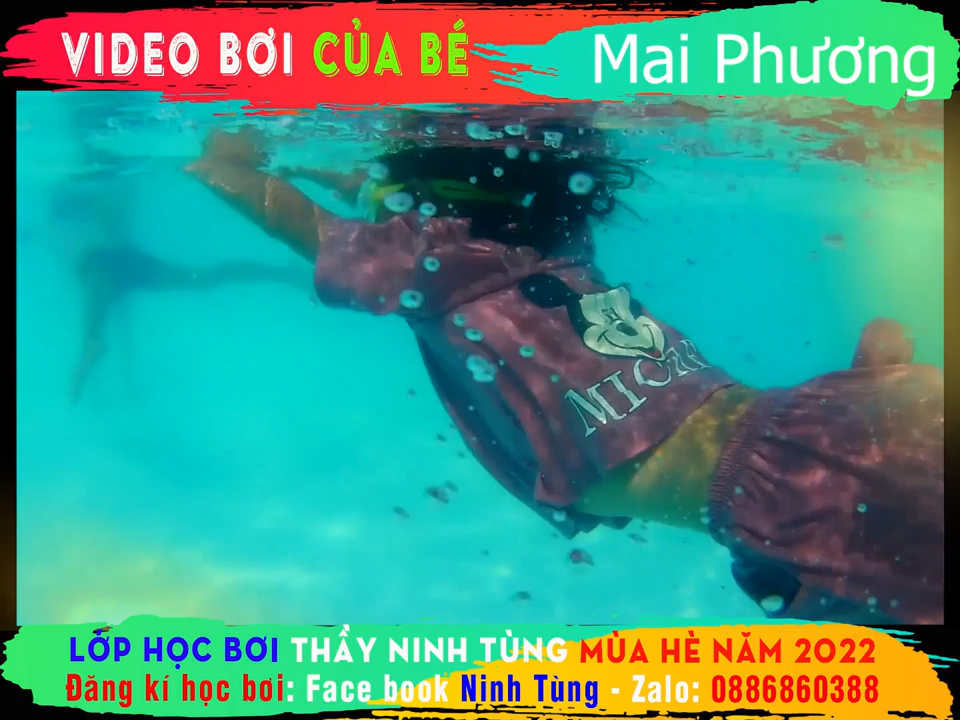 VIDEO BƠI CỦA BÉ
Mai Phương
LỚP HỌC BƠI THẦY NINH TÙNG MÙA HÈ NĂM 2022
Đăng kí học bơi: Face book Ninh Tùng - Zalo: 0886860388